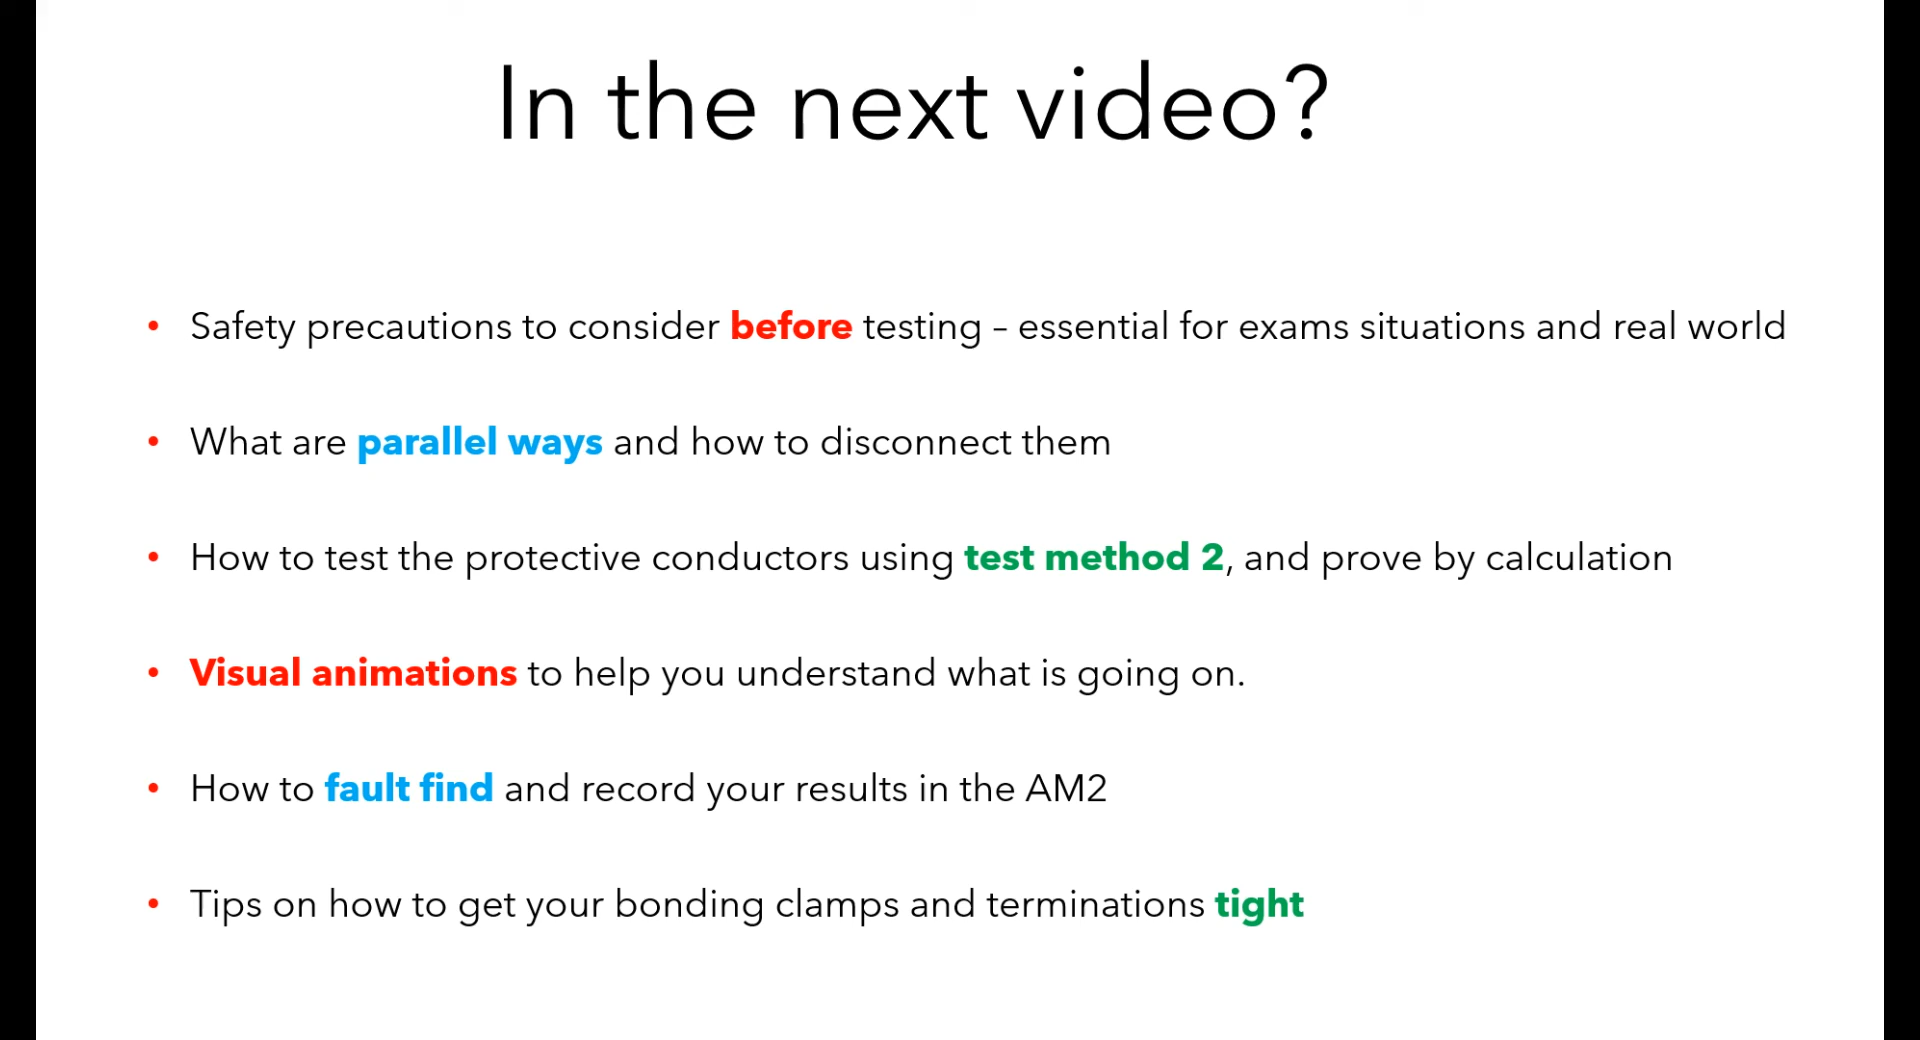 In the next video?
• Safety precautions to consider before testing – essential for exams situations and real world
• What are parallel ways and how to disconnect them
• How to test the protective conductors using test method 2, and prove by calculation
• Visual animations to help you understand what is going on.
• How to fault find and record your results in the AM2
• Tips on how to get your bonding clamps and terminations tight